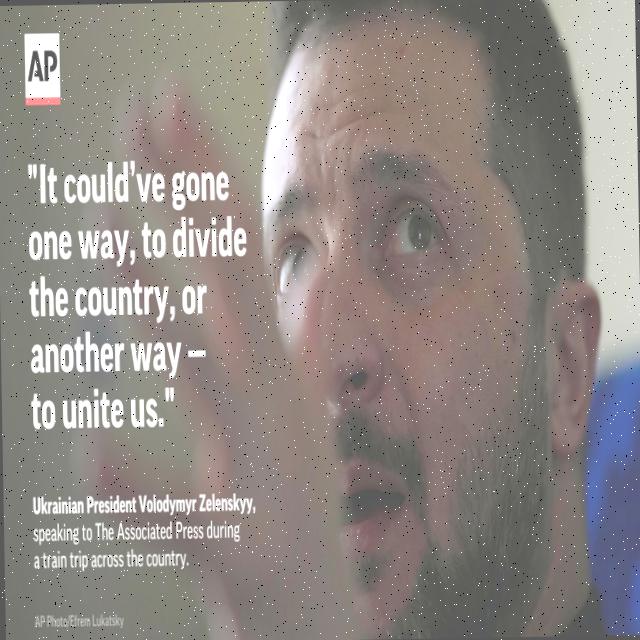 AP
"It could've gone
one way, to divide
the country, or
another way –
to unite us."
Ukrainian President Volodymyr Zelenskyy,
speaking to The Associated Press during
a train trip across the country.
AP Photo/Efrem Lukatsky